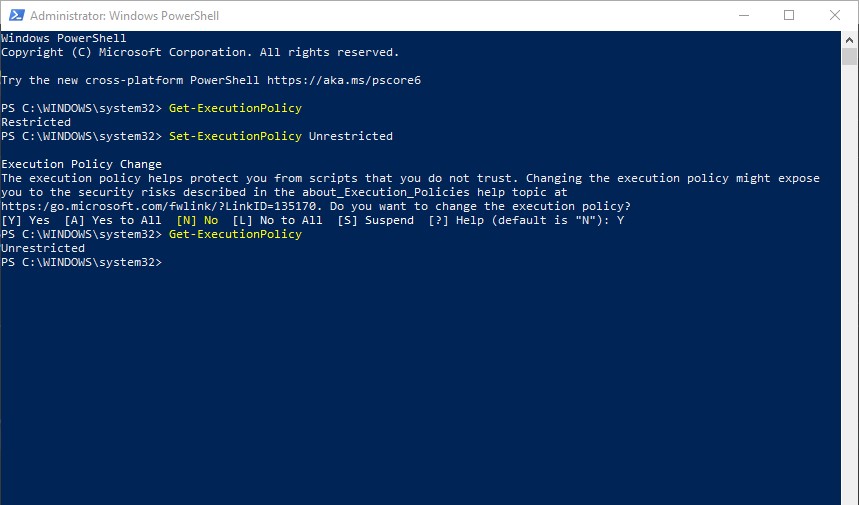 Administrator: Windows PowerShell
Windows PowerShell
Copyright (C) Microsoft Corporation. All rights reserved.
Try the new cross-platform PowerShell https://aka.ms/pscore6
PS C:\WINDOWS\system32> Get-ExecutionPolicy
Restricted
PS C:\WINDOWS\system32> Set-ExecutionPolicy Unrestricted
Execution Policy Change
The execution policy helps protect you from scripts that you do not trust. Changing the execution policy might expose
you to the security risks described in the about_Execution_Policies help topic at
https:/go.microsoft.com/fwlink/?LinkID=135170. Do you want to change the execution policy?
[Y] Yes  [A] Yes to All  [N] No  [L] No to All  [S] Suspend  [?] Help (default is "N"): Y
PS C:\WINDOWS\system32> Get-ExecutionPolicy
Unrestricted
PS C:\WINDOWS\system32>